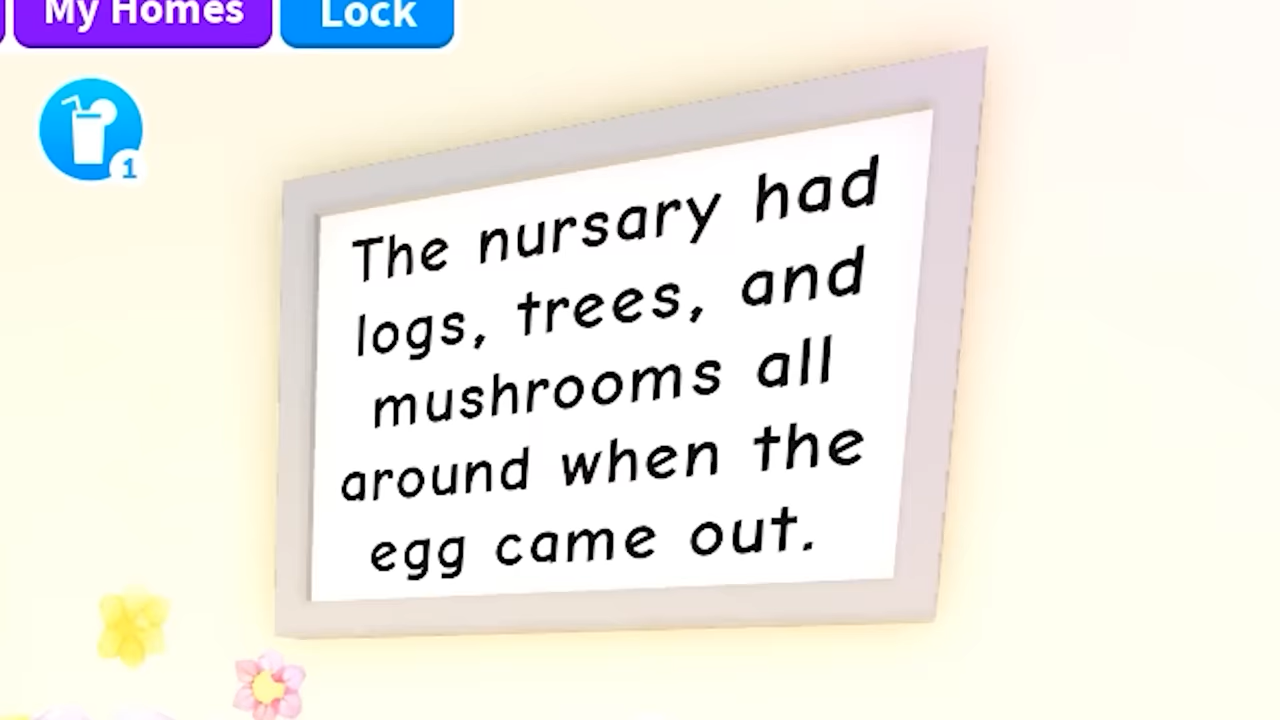 My Homes
Lock
1
The nursary had
logs, trees, and
mushrooms all
around when the
egg came out.